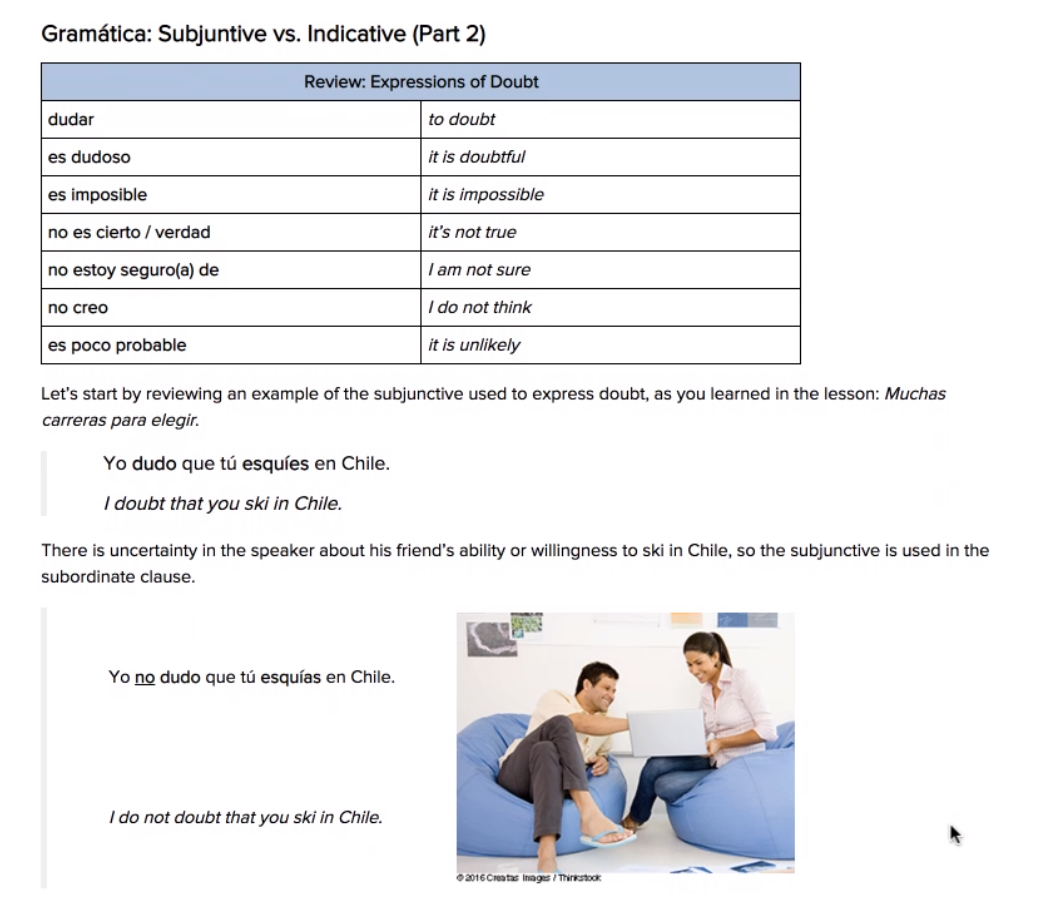 Gramática: Subjuntive vs. Indicative (Part 2)
Review: Expressions of Doubt
dudar to doubt
es dudoso it is doubtful
es imposible it is impossible
no es cierto / verdad it's not true
no estoy seguro(a) de I am not sure
no creo I do not think
es poco probable it is unlikely
Let's start by reviewing an example of the subjunctive used to express doubt, as you learned in the lesson: Muchas
carreras para elegir.
Yo dudo que tú esquíes en Chile.
I doubt that you ski in Chile.
There is uncertainty in the speaker about his friend's ability or willingness to ski in Chile, so the subjunctive is used in the
subordinate clause.
Yo no dudo que tú esquías en Chile.
I do not doubt that you ski in Chile.
© 2016 Creatas Images / Thinkstock